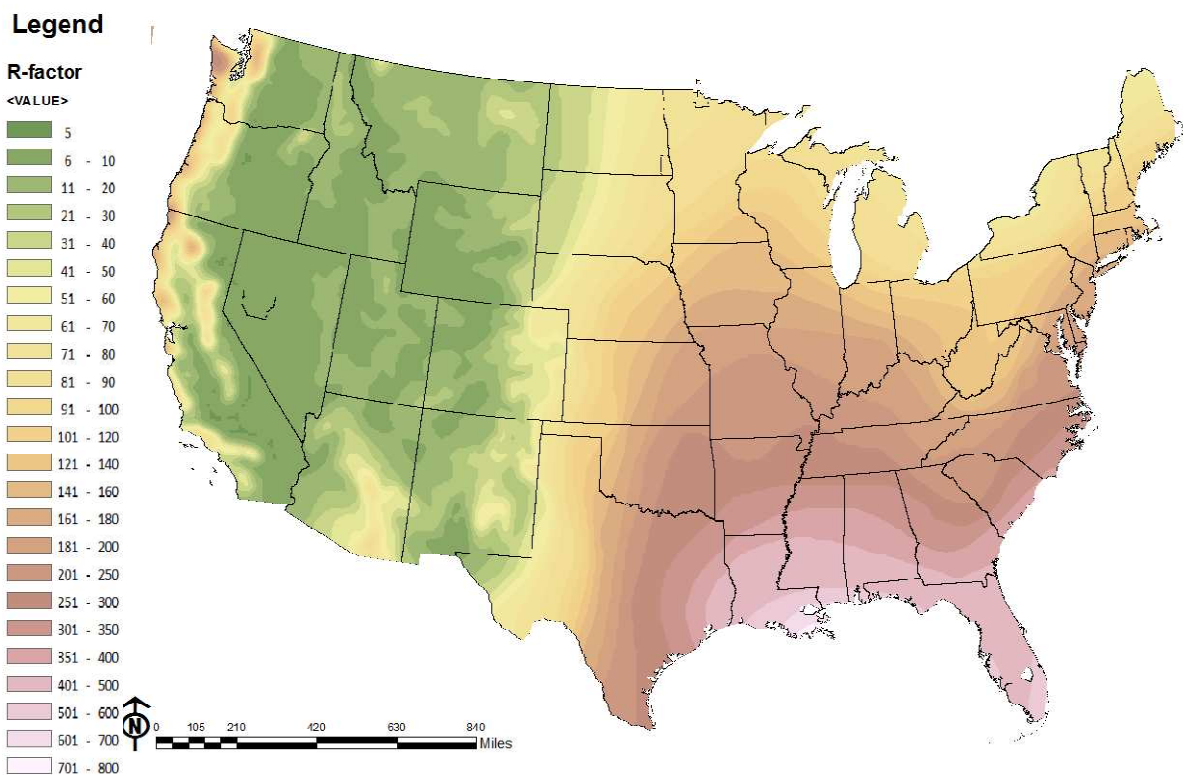 Legend
R-factor
<VALUE>
5
6 - 10
11 - 20
21 - 30
31 - 40
41 - 50
51 - 60
61 - 70
71 - 80
81 - 90
91 - 100
101 - 120
121 - 140
141 - 160
161 - 180
181 - 200
201 - 250
251 - 300
301 - 350
351 - 400
401 - 500
501 - 600
601 - 700
701 - 800
N
0 105 210 420 630 840
Miles